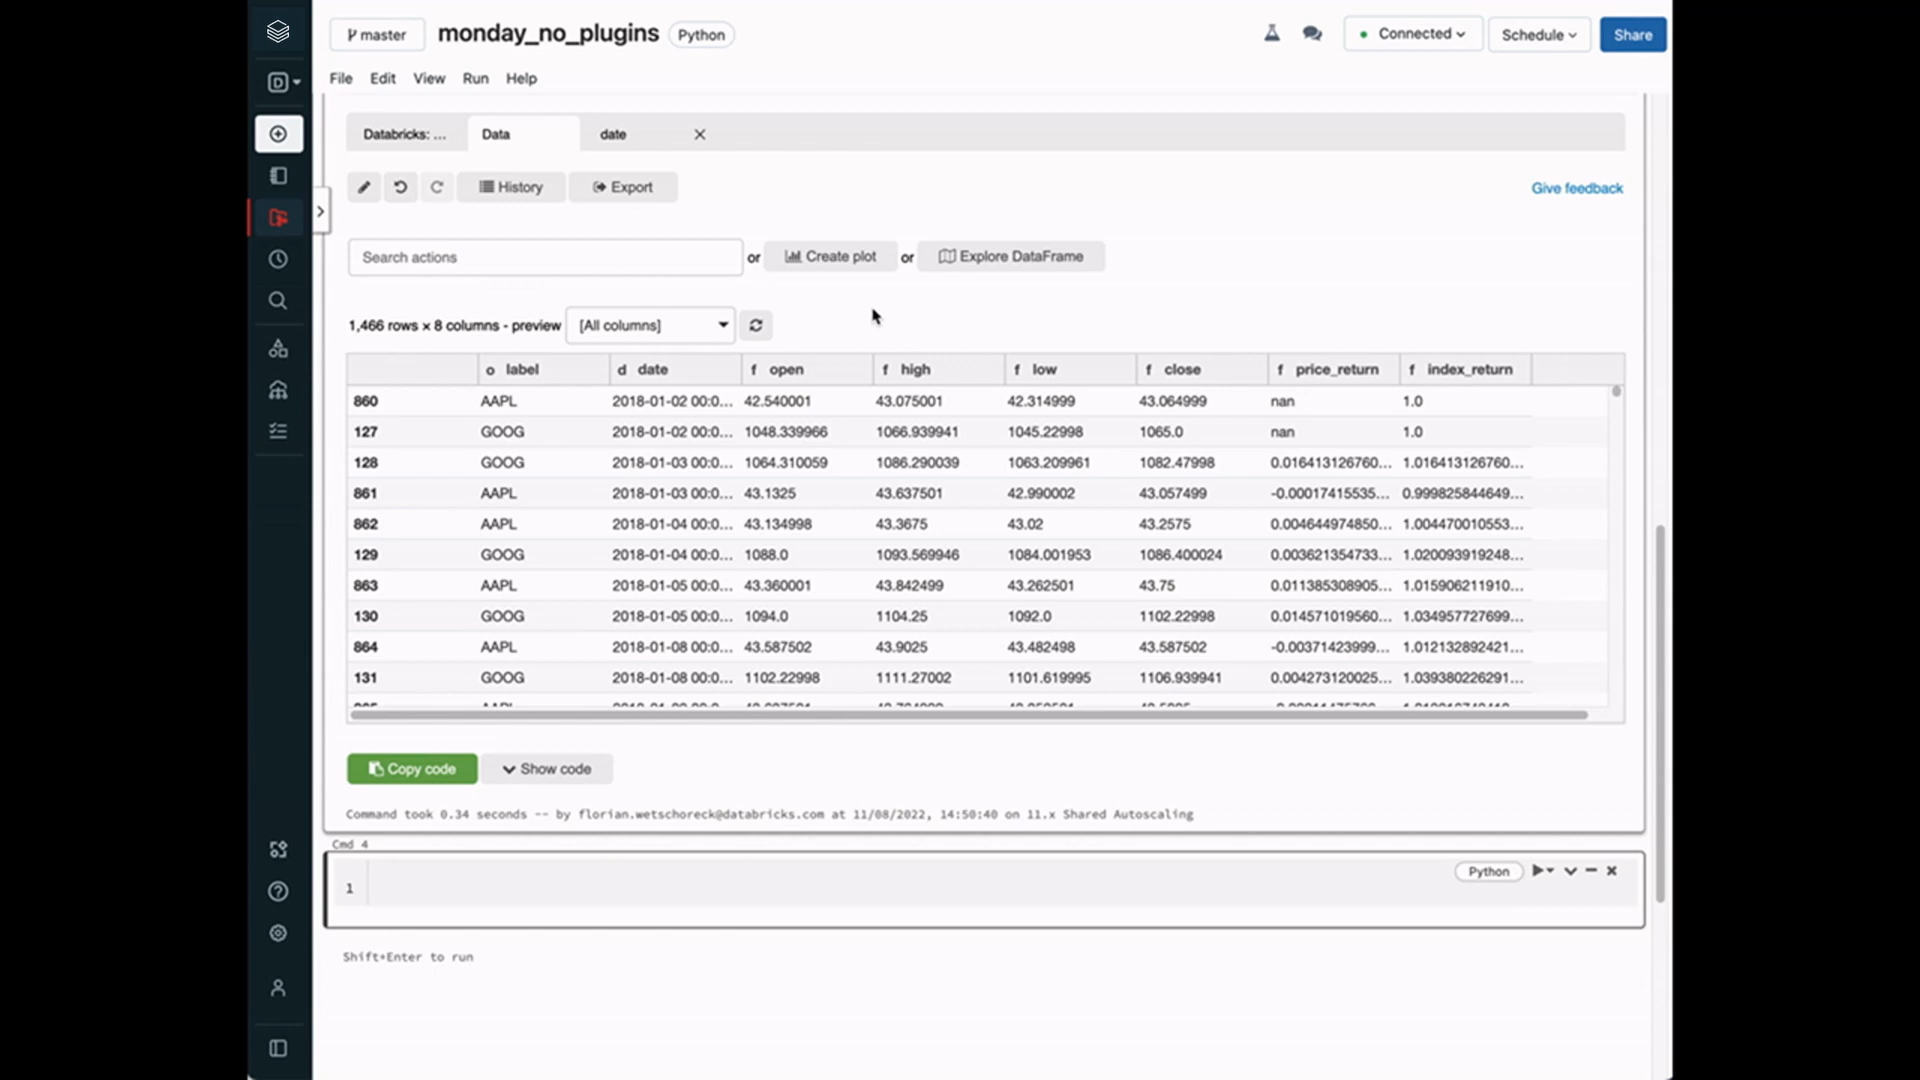 master monday_no_plugins Python Connected Schedule Share
File Edit View Run Help
Databricks: ... Data date
History Export Give feedback
Search actions or Create plot or Explore DataFrame
1,466 rows × 8 columns - preview [All columns]
o label d date f open f high f low f close f price_return f index_return
860 AAPL 2018-01-02 00:0... 42.540001 43.075001 42.314999 43.064999 nan 1.0
127 GOOG 2018-01-02 00:0... 1048.339966 1066.939941 1045.22998 1065.0 nan 1.0
128 GOOG 2018-01-03 00:0... 1064.310059 1086.290039 1063.209961 1082.47998 0.016413126760... 1.016413126760...
861 AAPL 2018-01-03 00:0... 43.1325 43.637501 42.990002 43.057499 -0.00017415535... 0.999825844649...
862 AAPL 2018-01-04 00:0... 43.134998 43.3675 43.02 43.2575 0.004644974850... 1.004470010553...
129 GOOG 2018-01-04 00:0... 1088.0 1093.569946 1084.001953 1086.400024 0.003621354733... 1.020093919248...
863 AAPL 2018-01-05 00:0... 43.360001 43.842499 43.262501 43.75 0.011385308905... 1.015906211910...
130 GOOG 2018-01-05 00:0... 1094.0 1104.25 1092.0 1102.22998 0.014571019560... 1.034957727699...
864 AAPL 2018-01-08 00:0... 43.587502 43.9025 43.482498 43.587502 -0.00371423999... 1.012132892421...
131 GOOG 2018-01-08 00:0... 1102.22998 1111.27002 1101.619995 1106.939941 0.004273120025... 1.039380226291...
Copy code Show code
Command took 0.34 seconds -- by florian.wetschoreck@databricks.com at 11/08/2022, 14:50:40 on 11.x Shared Autoscaling
Cmd 4
Python
1
Shift+Enter to run